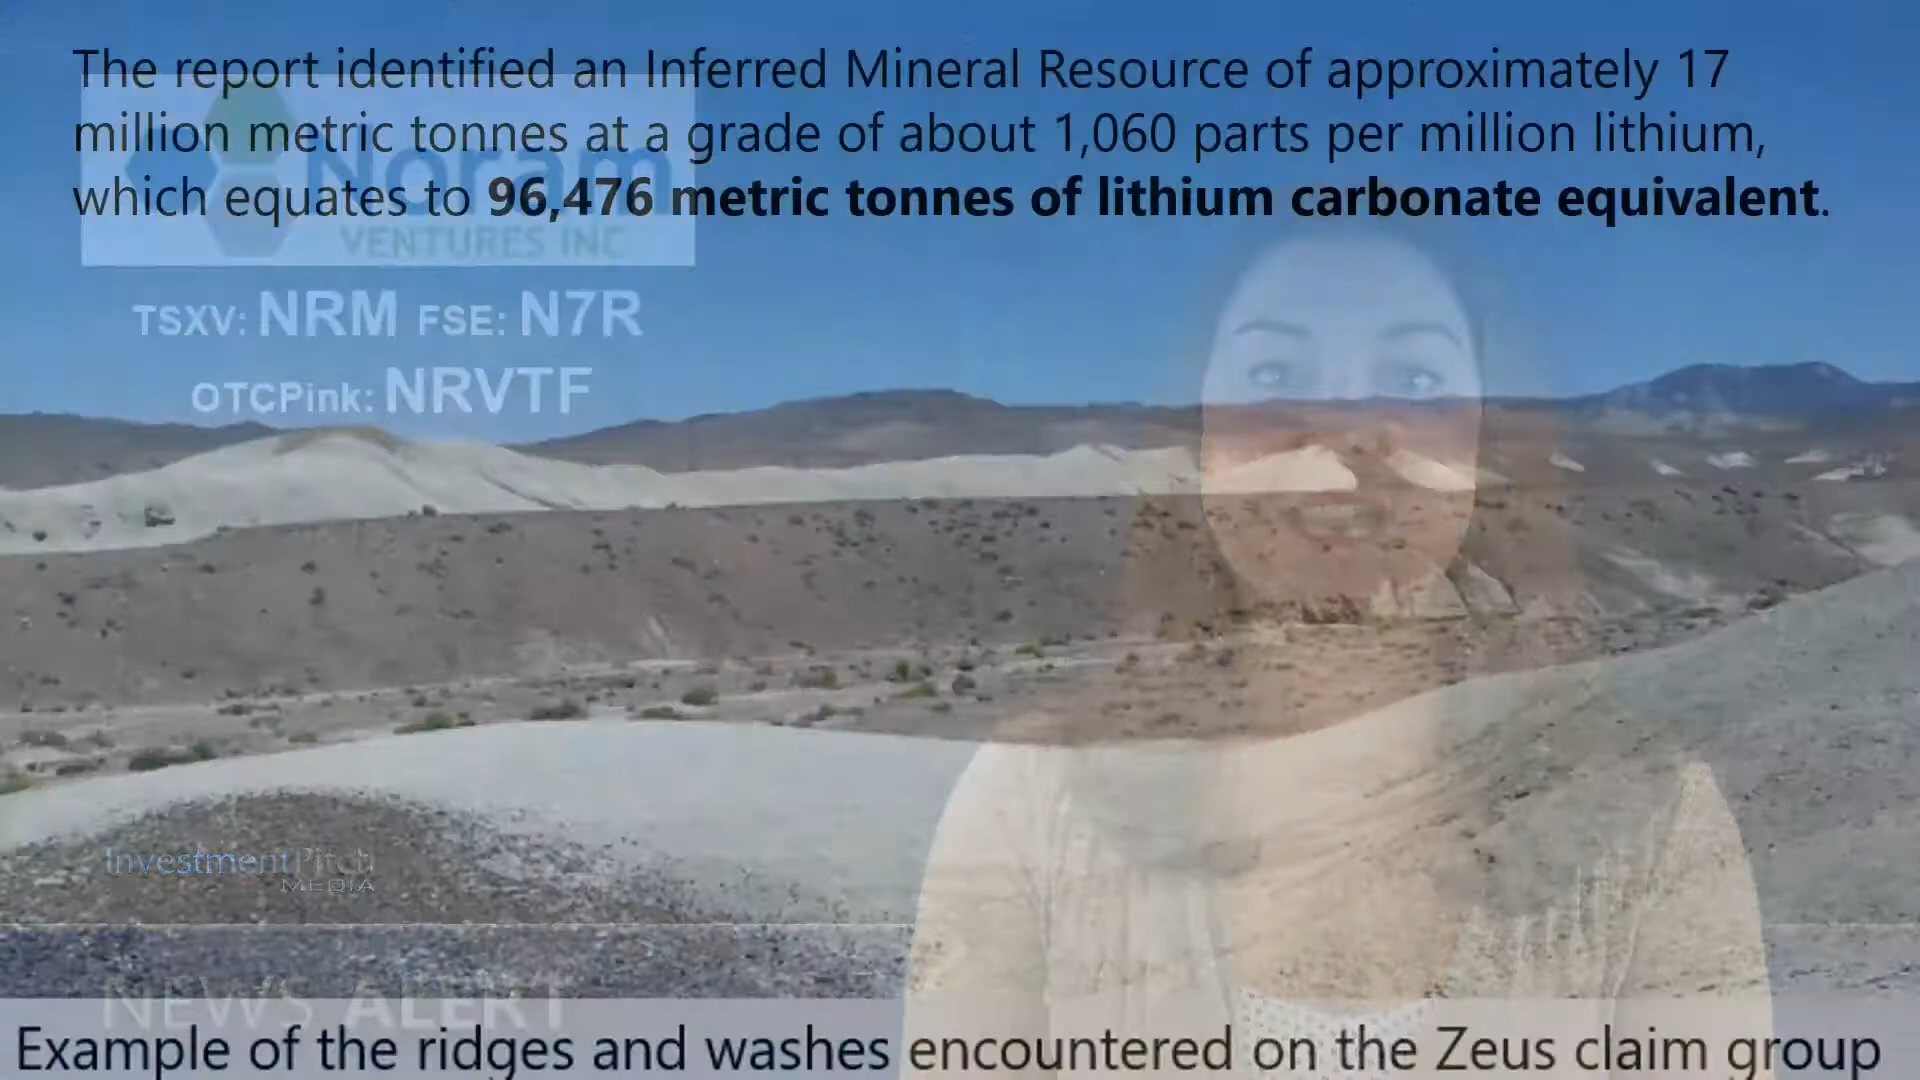 The report identified an Inferred Mineral Resource of approximately 17
million metric tonnes at a grade of about 1,060 parts per million lithium,
which equates to 96,476 metric tonnes of lithium carbonate equivalent.
Noram
VENTURES INC
TSXV: NRM FSE: N7R
OTCPink: NRVTF
InvestmentPitch
MEDIA
NEWS ALERT
Example of the ridges and washes encountered on the Zeus claim group